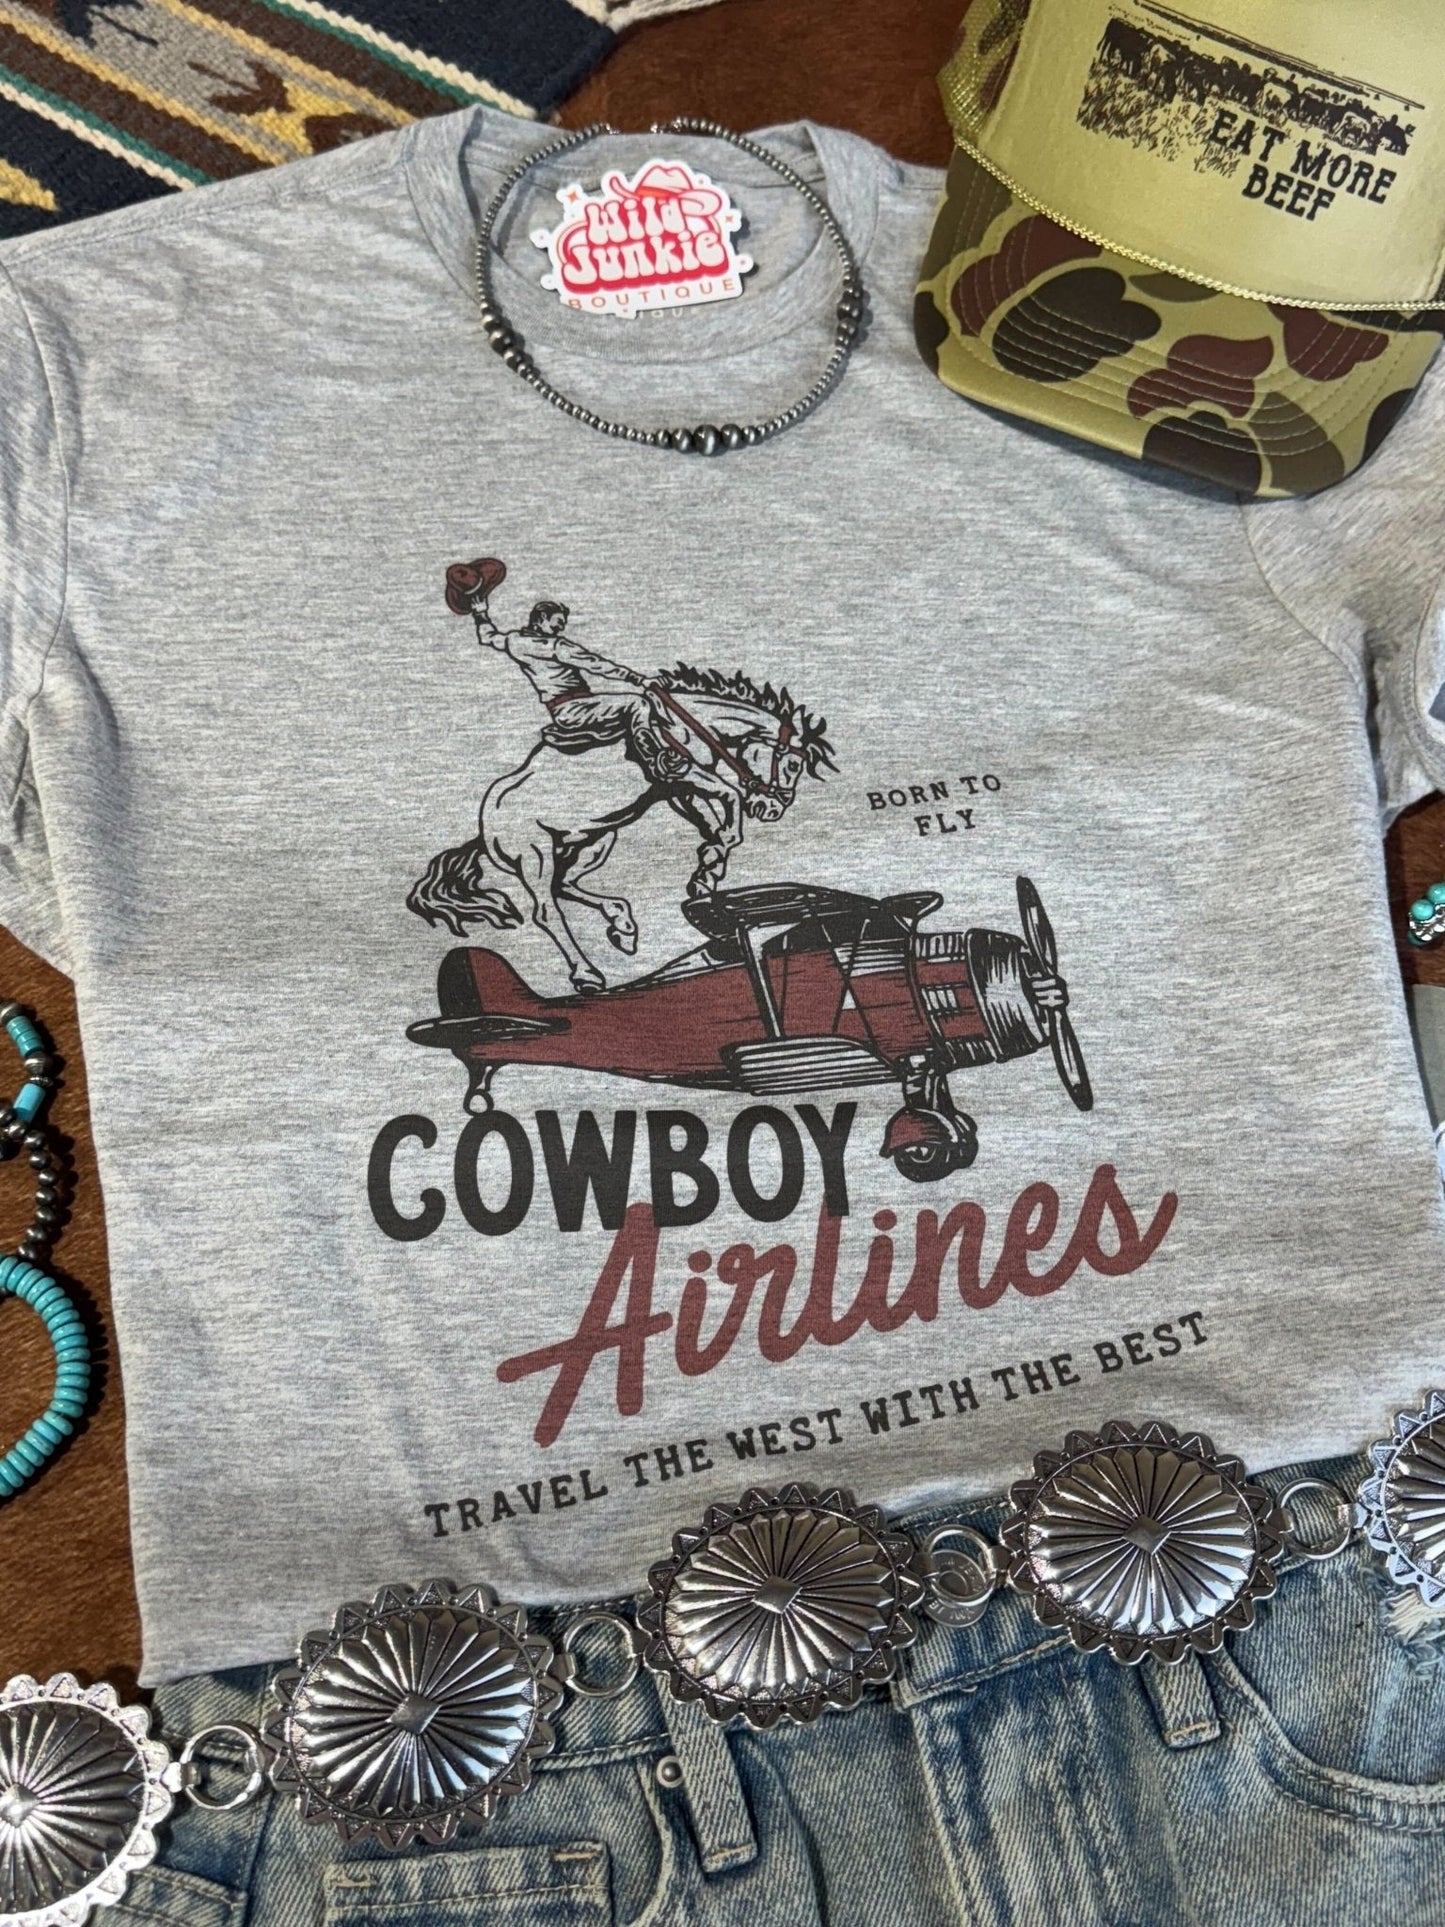 EAT MORE
BEEF
Wild
Junkie
BOUTIQUE
BORN TO
FLY
COWBOY
Airlines
TRAVEL THE WEST WITH THE BEST